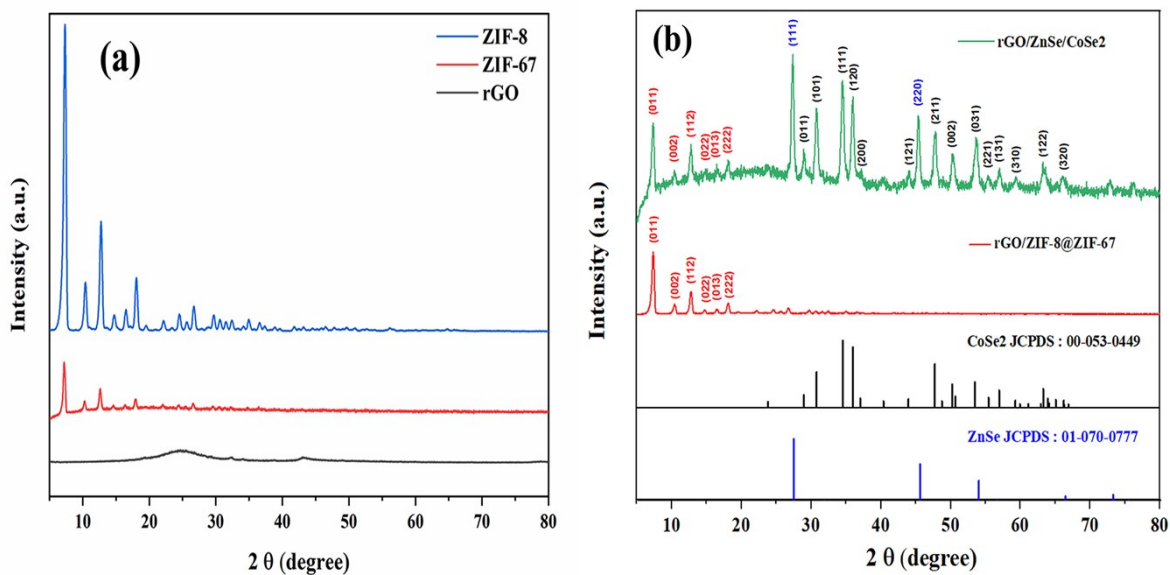 (a)
ZIF-8
ZIF-67
rGO
Intensity (a.u.)
10 20 30 40 50 60 70 80
2 θ (degree)
(b)
rGO/ZnSe/CoSe2
(011)
(002)
(112)
(022)
(013)
(222)
(111)
(011)
(101)
(111)
(120)
(200)
(121)
(220)
(211)
(002)
(031)
(221)
(131)
(310)
(122)
(320)
rGO/ZIF-8@ZIF-67
(011)
(002)
(112)
(022)
(013)
(222)
CoSe2 JCPDS : 00-053-0449
ZnSe JCPDS : 01-070-0777
Intensity (a.u.)
10 20 30 40 50 60 70 80
2 θ (degree)